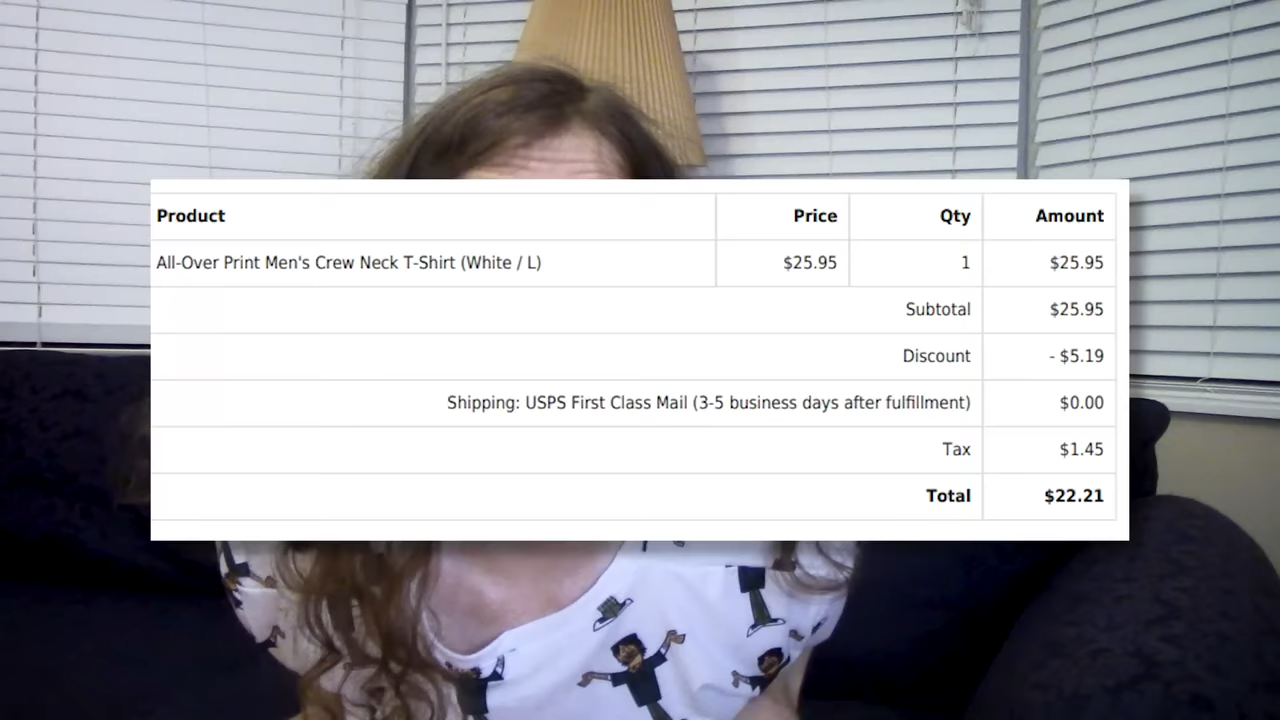 Product Price Qty Amount
All-Over Print Men's Crew Neck T-Shirt (White / L) $25.95 1 $25.95
Subtotal $25.95
Discount - $5.19
Shipping: USPS First Class Mail (3-5 business days after fulfillment) $0.00
Tax $1.45
Total $22.21